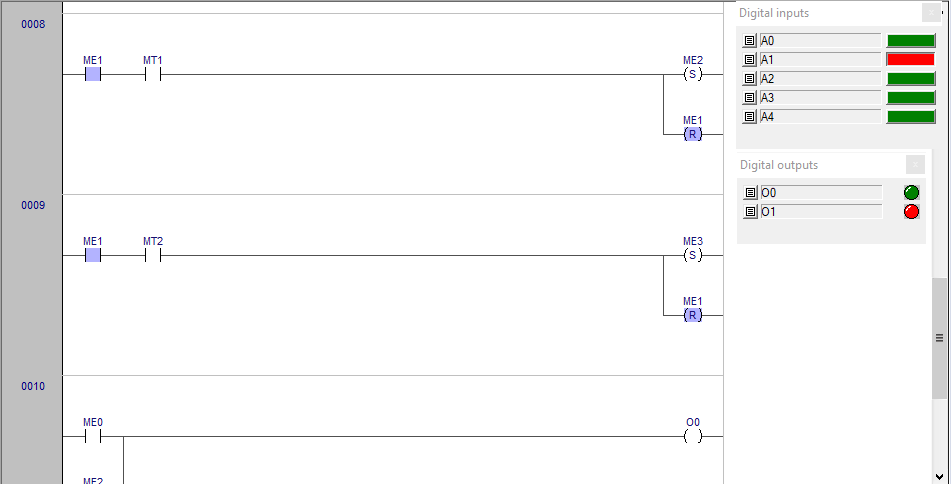 0008
ME1 MT1 ME2
S
ME1
R
0009
ME1 MT2 ME3
S
ME1
R
0010
ME0 O0
ME2
Digital inputs
A0
A1
A2
A3
A4
Digital outputs
O0
O1